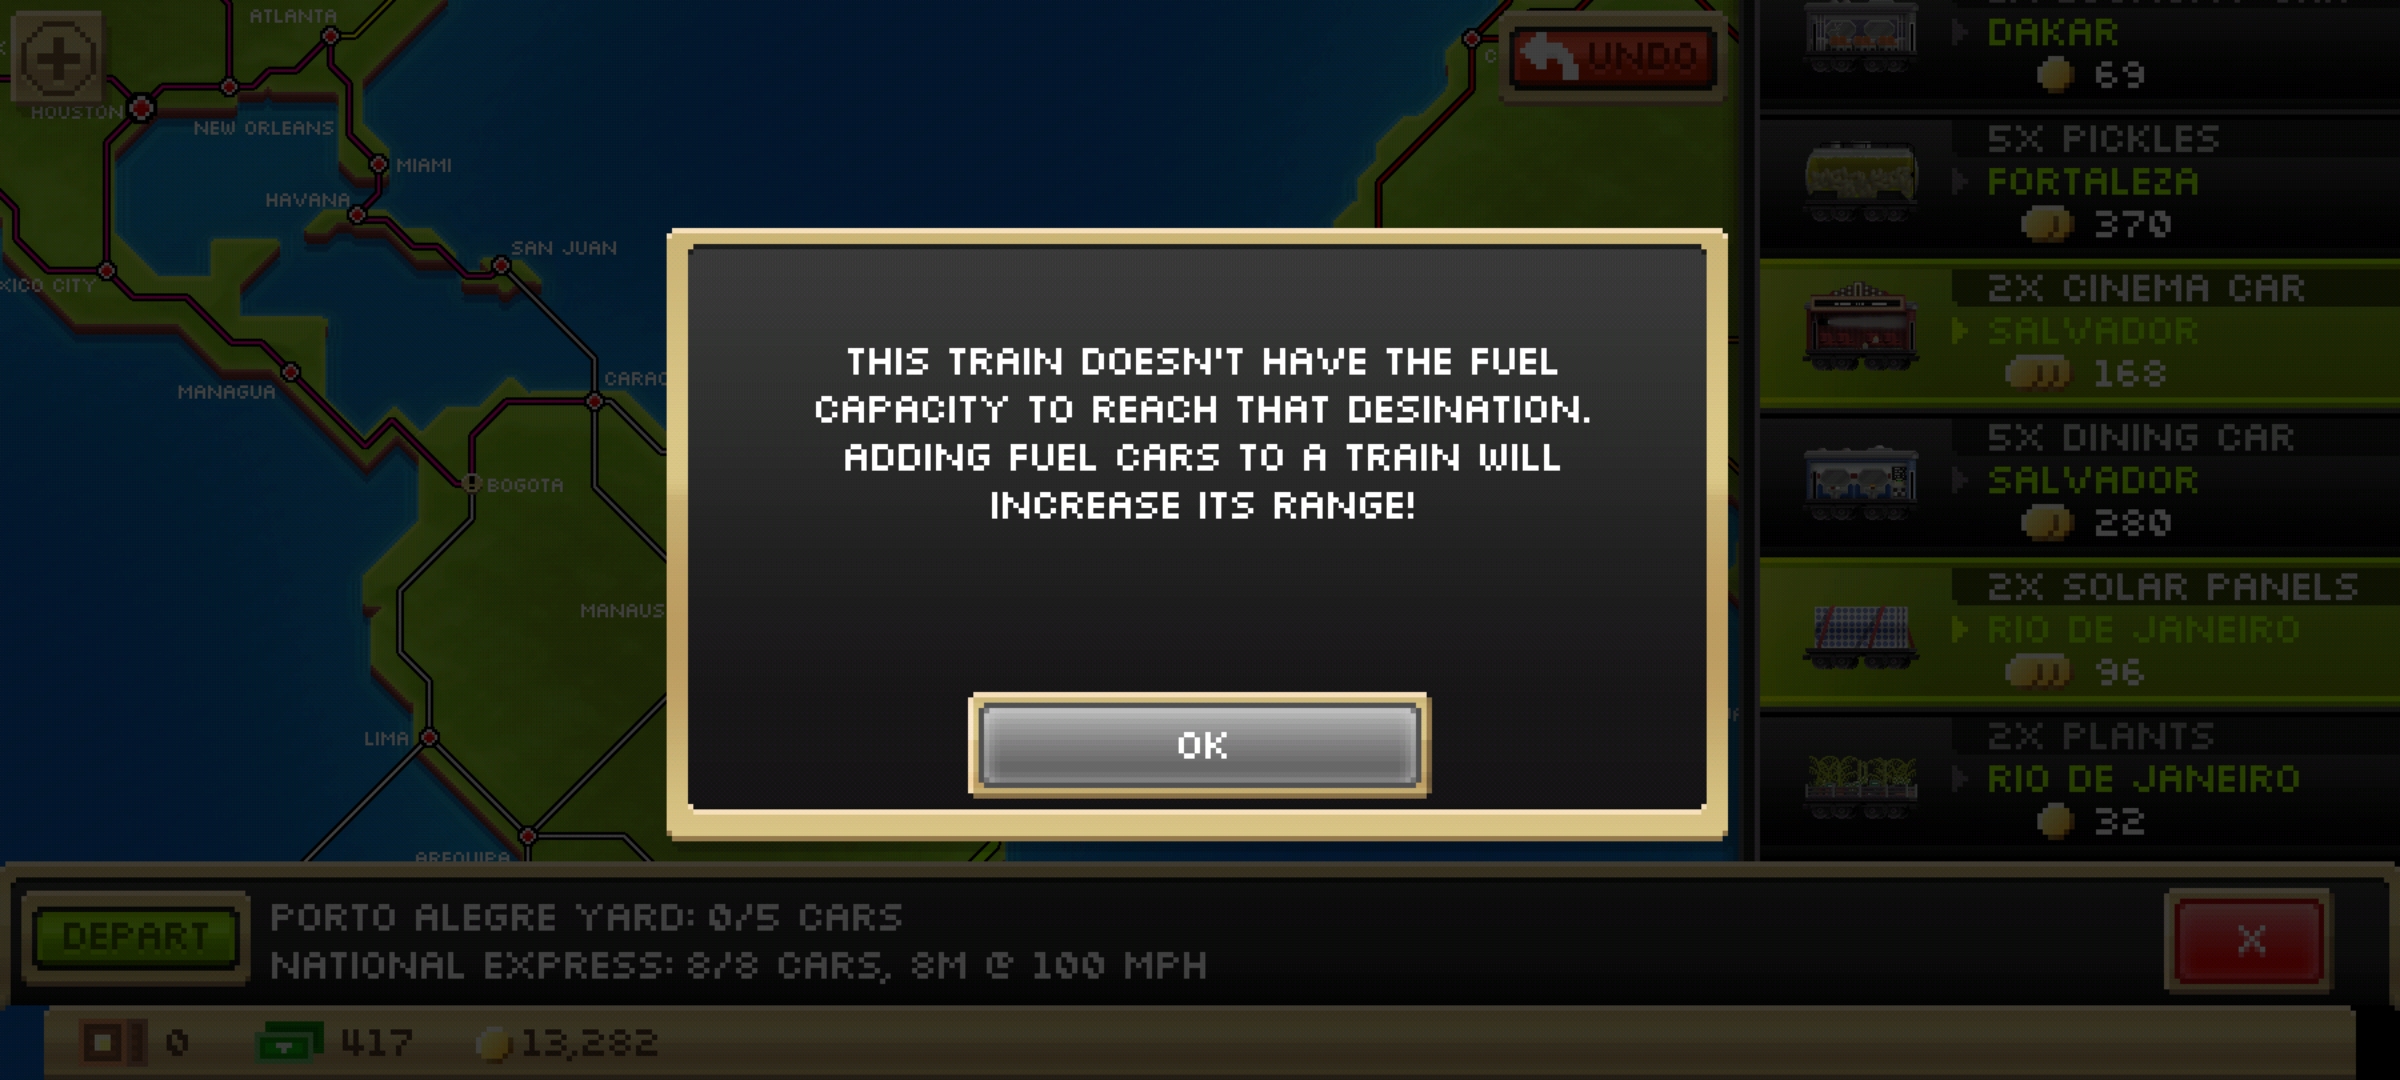 ATLANTA
HOUSTON
NEW ORLEANS
MIAMI
HAVANA
SAN JUAN
XICO CITY
MANAGUA
CARAC
BOGOTA
MANAUS
LIMA
AREQUIPA
UNDO
DAKAR
69
5X PICKLES
FORTALEZA
370
2X CINEMA CAR
SALVADOR
168
5X DINING CAR
SALVADOR
280
2X SOLAR PANELS
RIO DE JANEIRO
96
2X PLANTS
RIO DE JANEIRO
32
THIS TRAIN DOESN'T HAVE THE FUEL
CAPACITY TO REACH THAT DESINATION.
ADDING FUEL CARS TO A TRAIN WILL
INCREASE ITS RANGE!
OK
DEPART
PORTO ALEGRE YARD: 0/5 CARS
NATIONAL EXPRESS: 8/8 CARS, 8M @ 100 MPH
X
0
417
13,282